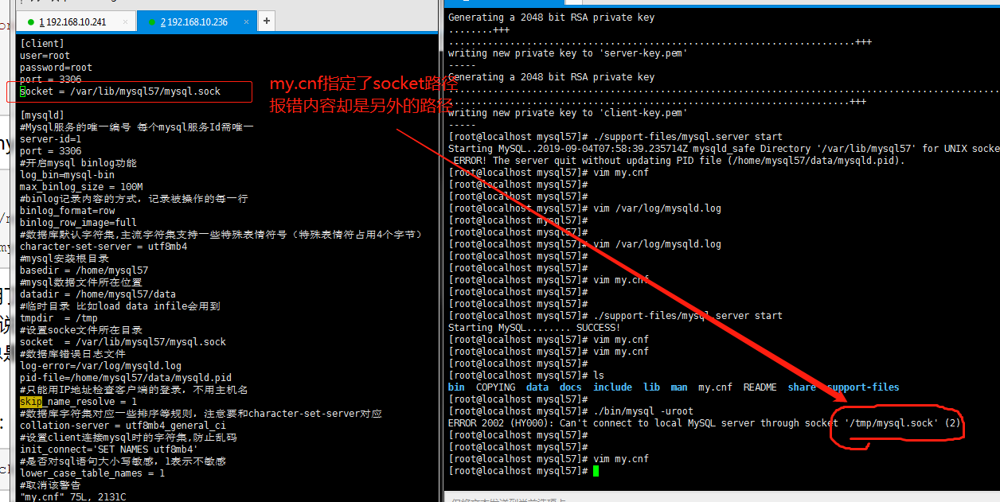 1 192.168.10.241 ×
2 192.168.10.236 ×
+
[client]
user=root
password=root
port = 3306
socket = /var/lib/mysql57/mysql.sock
[mysqld]
#Mysql服务的唯一编号 每个mysql服务Id需唯一
server-id=1
port = 3306
#开启mysql binlog功能
log_bin=mysql-bin
max_binlog_size = 100M
#binlog记录内容的方式，记录被操作的每一行
binlog_format=row
binlog_row_image=full
#数据库默认字符集,主流字符集支持一些特殊表情符号（特殊表情符占用4个字节）
character-set-server = utf8mb4
#mysql安装根目录
basedir = /home/mysql57
#mysql数据文件所在位置
datadir = /home/mysql57/data
#临时目录 比如load data infile会用到
tmpdir  = /tmp
#设置socke文件所在目录
socket  = /var/lib/mysql57/mysql.sock
#数据库错误日志文件
log-error=/var/log/mysqld.log
pid-file=/home/mysql57/data/mysqld.pid
#只能用IP地址检查客户端的登录，不用主机名
skip_name_resolve = 1
#数据库字符集对应一些排序等规则，注意要和character-set-server对应
collation-server = utf8mb4_general_ci
#设置client连接mysql时的字符集,防止乱码
init_connect='SET NAMES utf8mb4'
#是否对sql语句大小写敏感，1表示不敏感
lower_case_table_names = 1
#取消该警告
"my.cnf" 75L, 2131C
my.cnf指定了socket路径
报错内容却是另外的路径
Generating a 2048 bit RSA private key
........+++
...........................................................................+++
writing new private key to 'server-key.pem'
-----
Generating a 2048 bit RSA private key
....................................................................................................
..........................................................................+++
writing new private key to 'client-key.pem'
-----
[root@localhost mysql57]# ./support-files/mysql.server start
Starting MySQL..2019-09-04T07:58:39.235714Z mysqld_safe Directory '/var/lib/mysql57' for UNIX socke
 ERROR! The server quit without updating PID file (/home/mysql57/data/mysqld.pid).
[root@localhost mysql57]# vim my.cnf
[root@localhost mysql57]#
[root@localhost mysql57]#
[root@localhost mysql57]# vim /var/log/mysqld.log
[root@localhost mysql57]#
[root@localhost mysql57]#
[root@localhost mysql57]# vim /var/log/mysqld.log
[root@localhost mysql57]#
[root@localhost mysql57]#
[root@localhost mysql57]# vim my.cnf
[root@localhost mysql57]#
[root@localhost mysql57]#
[root@localhost mysql57]# ./support-files/mysql.server start
Starting MySQL........ SUCCESS!
[root@localhost mysql57]# vim my.cnf
[root@localhost mysql57]# vim my.cnf
[root@localhost mysql57]#
[root@localhost mysql57]# ls
bin  COPYING  data  docs  include  lib  man  my.cnf  README  share  support-files
[root@localhost mysql57]#
[root@localhost mysql57]# ./bin/mysql -uroot
ERROR 2002 (HY000): Can't connect to local MySQL server through socket '/tmp/mysql.sock' (2)
[root@localhost mysql57]#
[root@localhost mysql57]#
[root@localhost mysql57]# vim my.cnf
[root@localhost mysql57]#